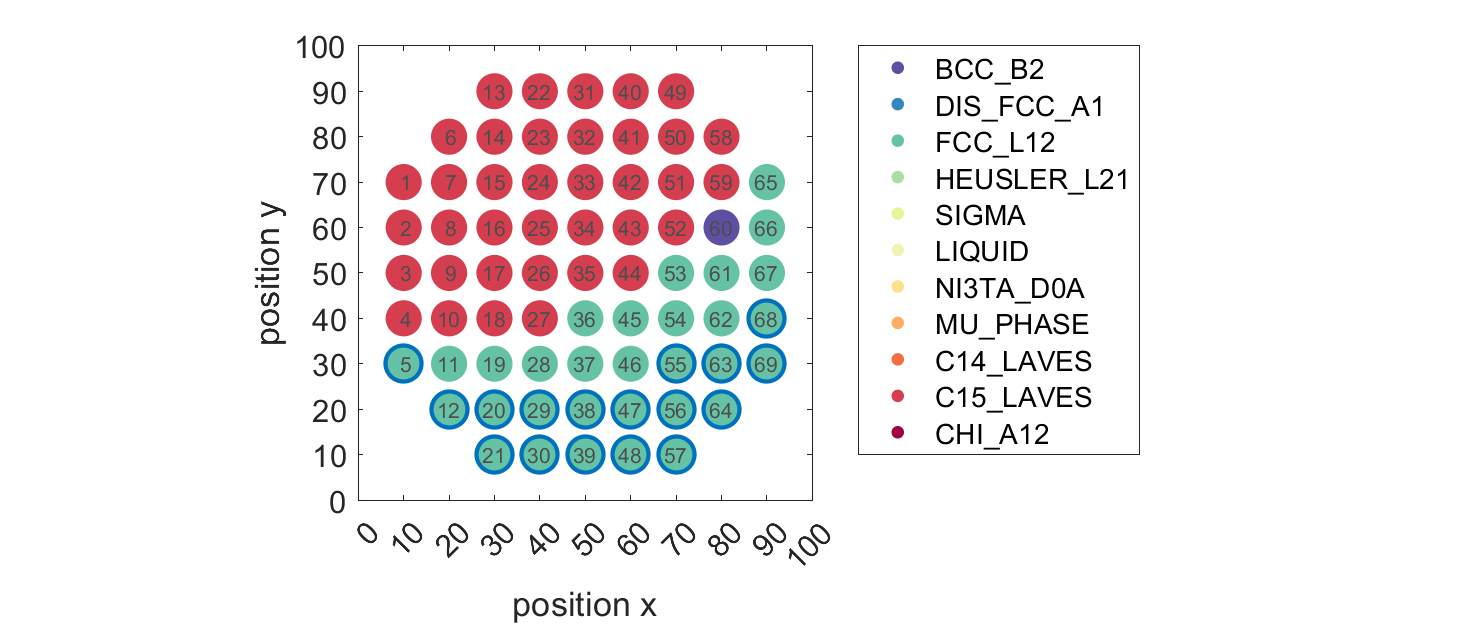 100
90
80
70
60
50
40
30
20
10
0
13 22 31 40 49
6 14 23 32 41 50 58
1 7 15 24 33 42 51 59 65
2 8 16 25 34 43 52 60 66
3 9 17 26 35 44 53 61 67
4 10 18 27 36 45 54 62 68
5 11 19 28 37 46 55 63 69
12 20 29 38 47 56 64
21 30 39 48 57
0 10 20 30 40 50 60 70 80 90 100
position x
position y
BCC_B2
DIS_FCC_A1
FCC_L12
HEUSLER_L21
SIGMA
LIQUID
NI3TA_D0A
MU_PHASE
C14_LAVES
C15_LAVES
CHI_A12